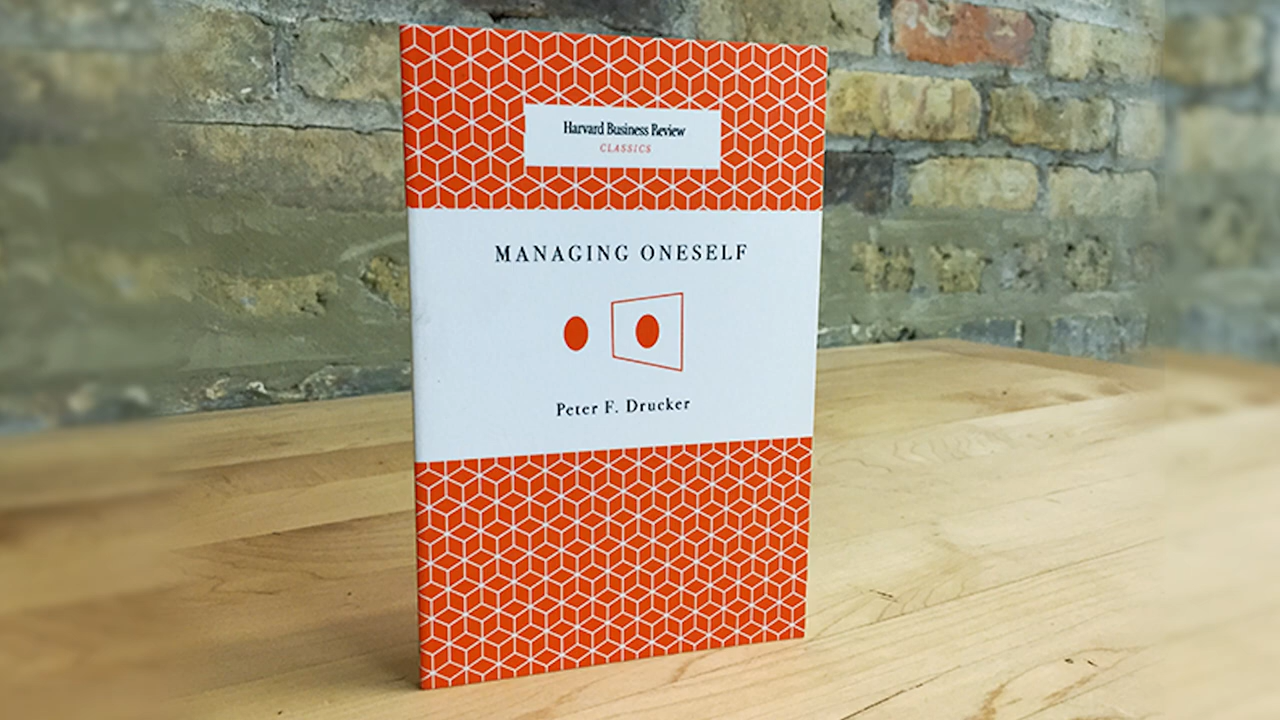 Harvard Business Review
CLASSICS
MANAGING ONESELF
Peter F. Drucker